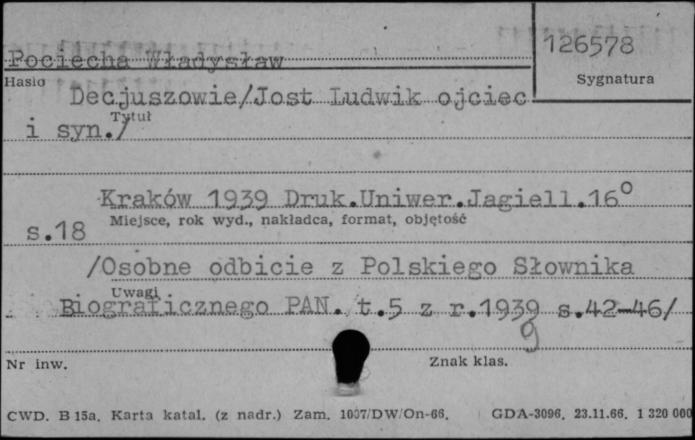 126578
Pociecha Władysław
Hasło
Sygnatura
Decjuszowie/Jost Ludwik ojciec
Tytuł
i syn./
Kraków 1939 Druk.Uniwer.Jagiell.16°
Miejsce, rok wyd., nakładca, format, objętość
s.18
/Osobne odbicie z Polskiego Słownika
Uwagi
Biograficznego PAN. t.5 z r.1939 s.42-46/
9
Nr inw.
Znak klas.
CWD. B 15a. Karta katal. (z nadr.) Zam. 1007/DW/On-66. GDA-3096. 23.11.66. 1 320 000